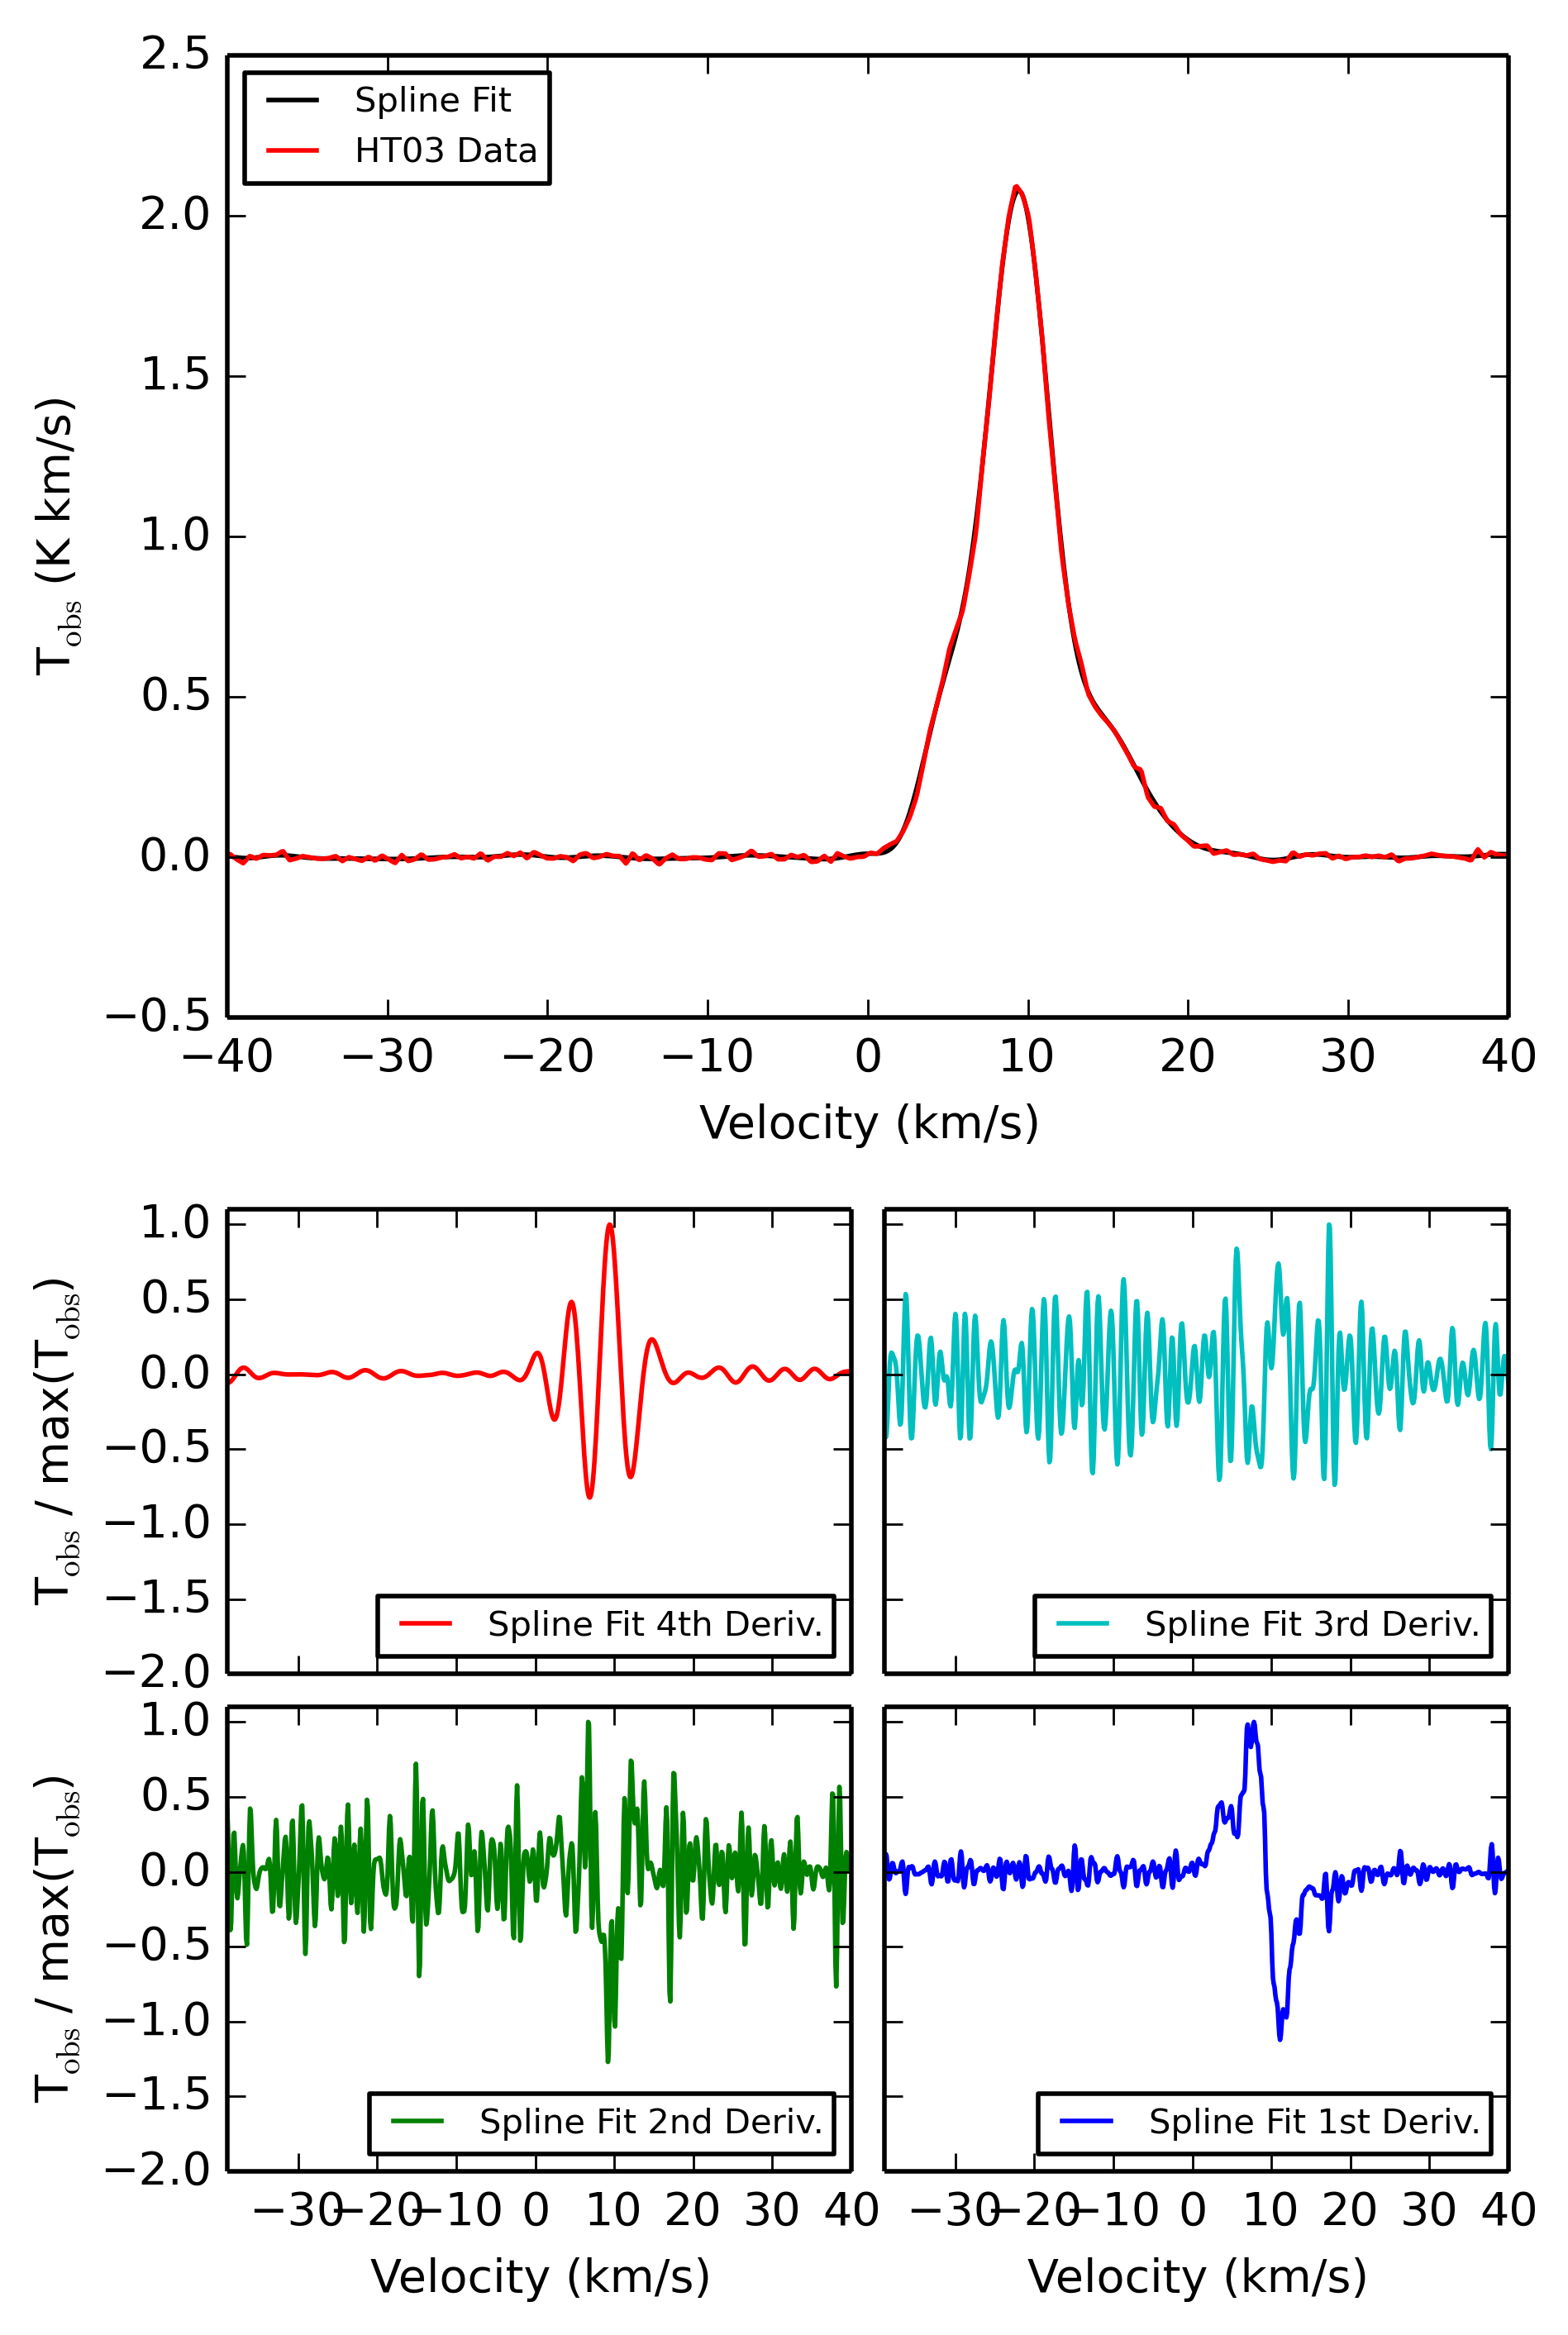 2.5
Spline Fit
HT03 Data
2.0
1.5
1.0
0.5
0.0
−0.5
T_obs (K km/s)
−40 −30 −20 −10 0 10 20 30 40
Velocity (km/s)
1.0
0.5
0.0
−0.5
−1.0
−1.5
−2.0
T_obs / max(T_obs)
Spline Fit 4th Deriv.
Spline Fit 3rd Deriv.
1.0
0.5
0.0
−0.5
−1.0
−1.5
−2.0
T_obs / max(T_obs)
Spline Fit 2nd Deriv.
Spline Fit 1st Deriv.
−30 −20 −10 0 10 20 30 40
−30 −20 −10 0 10 20 30 40
Velocity (km/s)
Velocity (km/s)